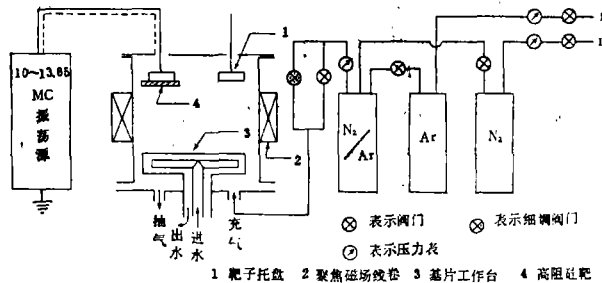 10~13.65
MC
振
荡
源
1
4
3
2
N₂
/Ar
Ar
N₂
抽
气
出
水
进
水
充
气
表示阀门
表示细调阀门
表示压力表
1 靶子托盘 2 聚焦磁场线卷 3 基片工作台 4 高阻硅靶